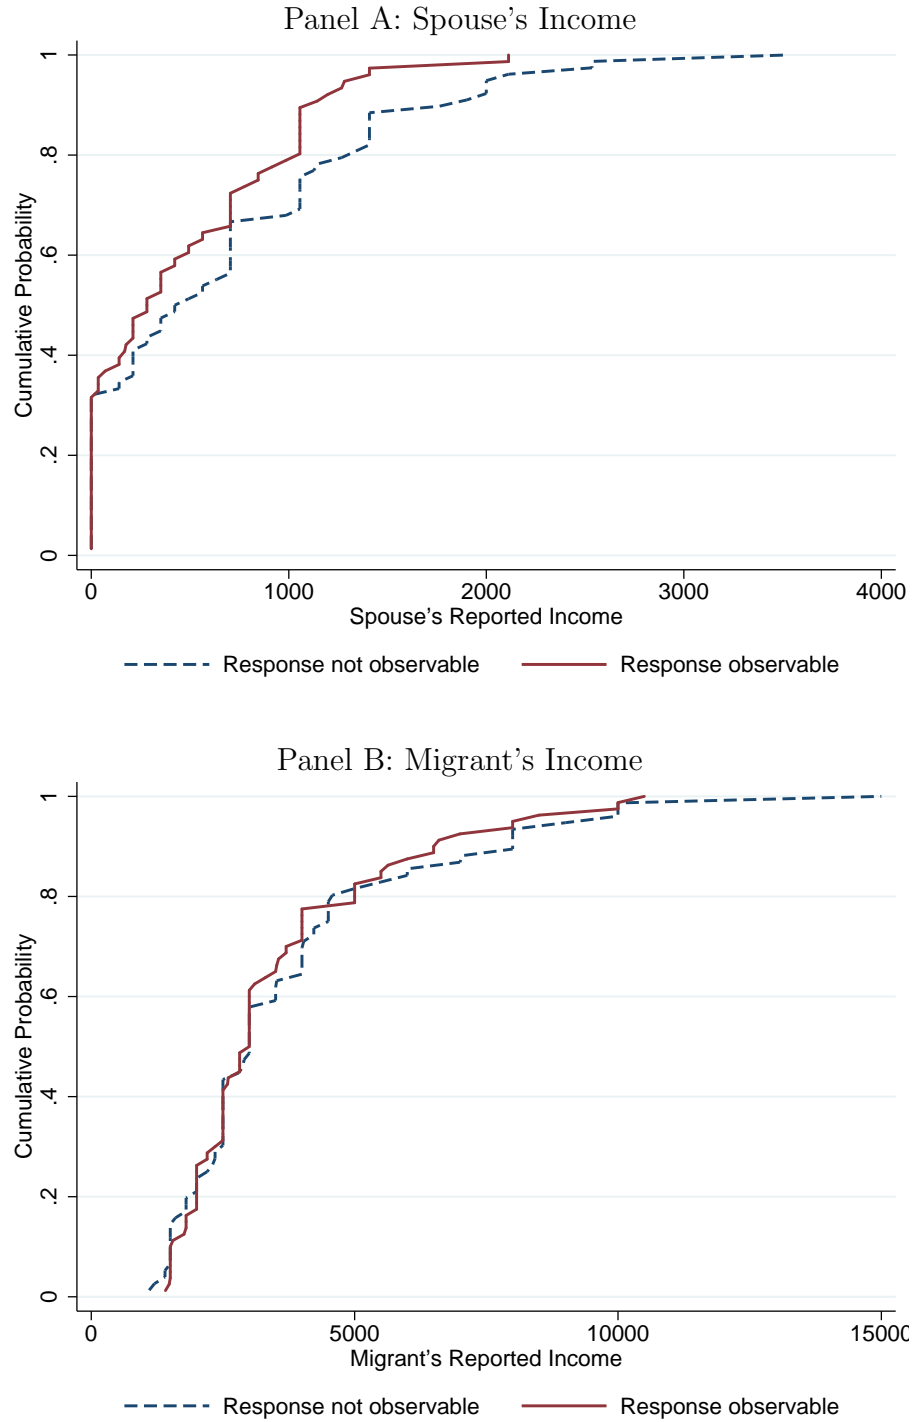 Panel A: Spouse's Income
Cumulative Probability
0 .2 .4 .6 .8 1
0 1000 2000 3000 4000
Spouse's Reported Income
Response not observable Response observable
Panel B: Migrant's Income
Cumulative Probability
0 .2 .4 .6 .8 1
0 5000 10000 15000
Migrant's Reported Income
Response not observable Response observable